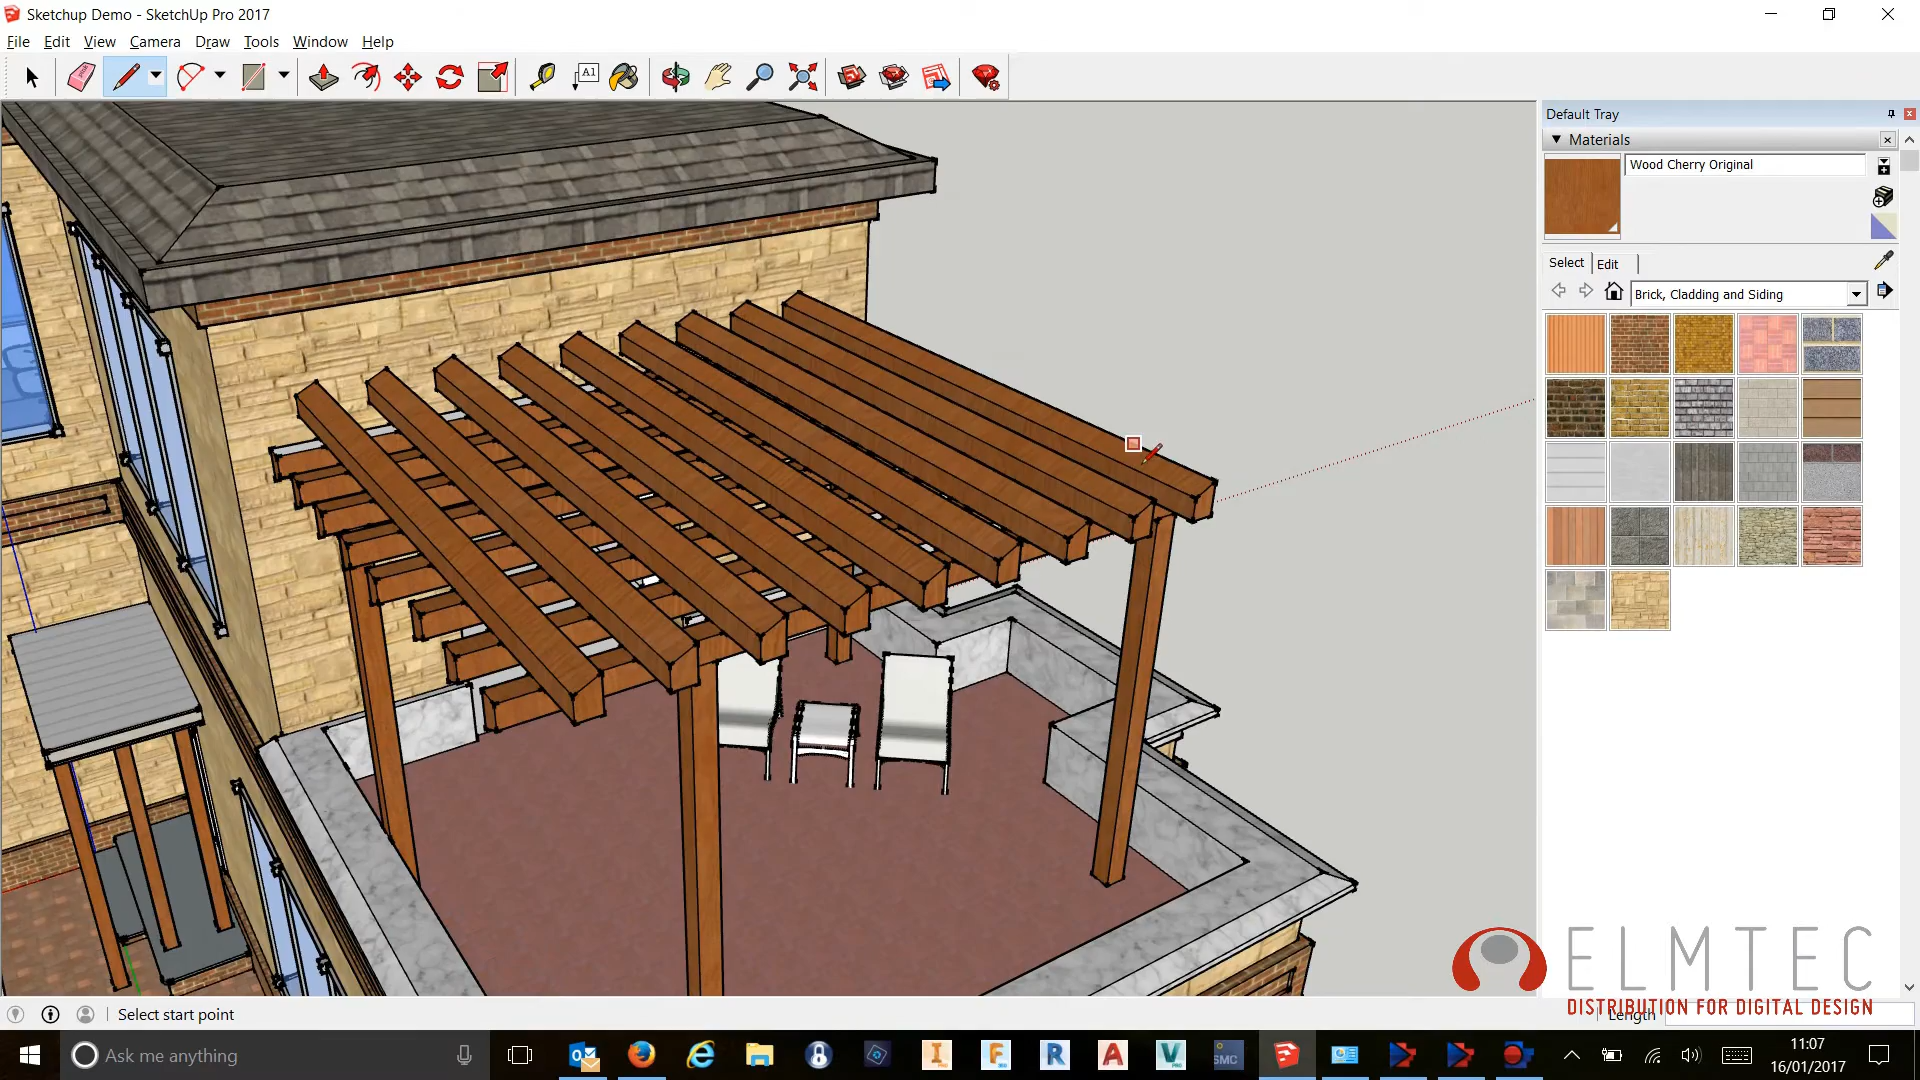 Sketchup Demo - SketchUp Pro 2017
File Edit View Camera Draw Tools Window Help
A1
Default Tray
Materials
Wood Cherry Original
Select Edit
Brick, Cladding and Siding
ELMTEC
DISTRIBUTION FOR DIGITAL DESIGN
Select start point
Length
Ask me anything
I F R A V SMC
11:07
16/01/2017